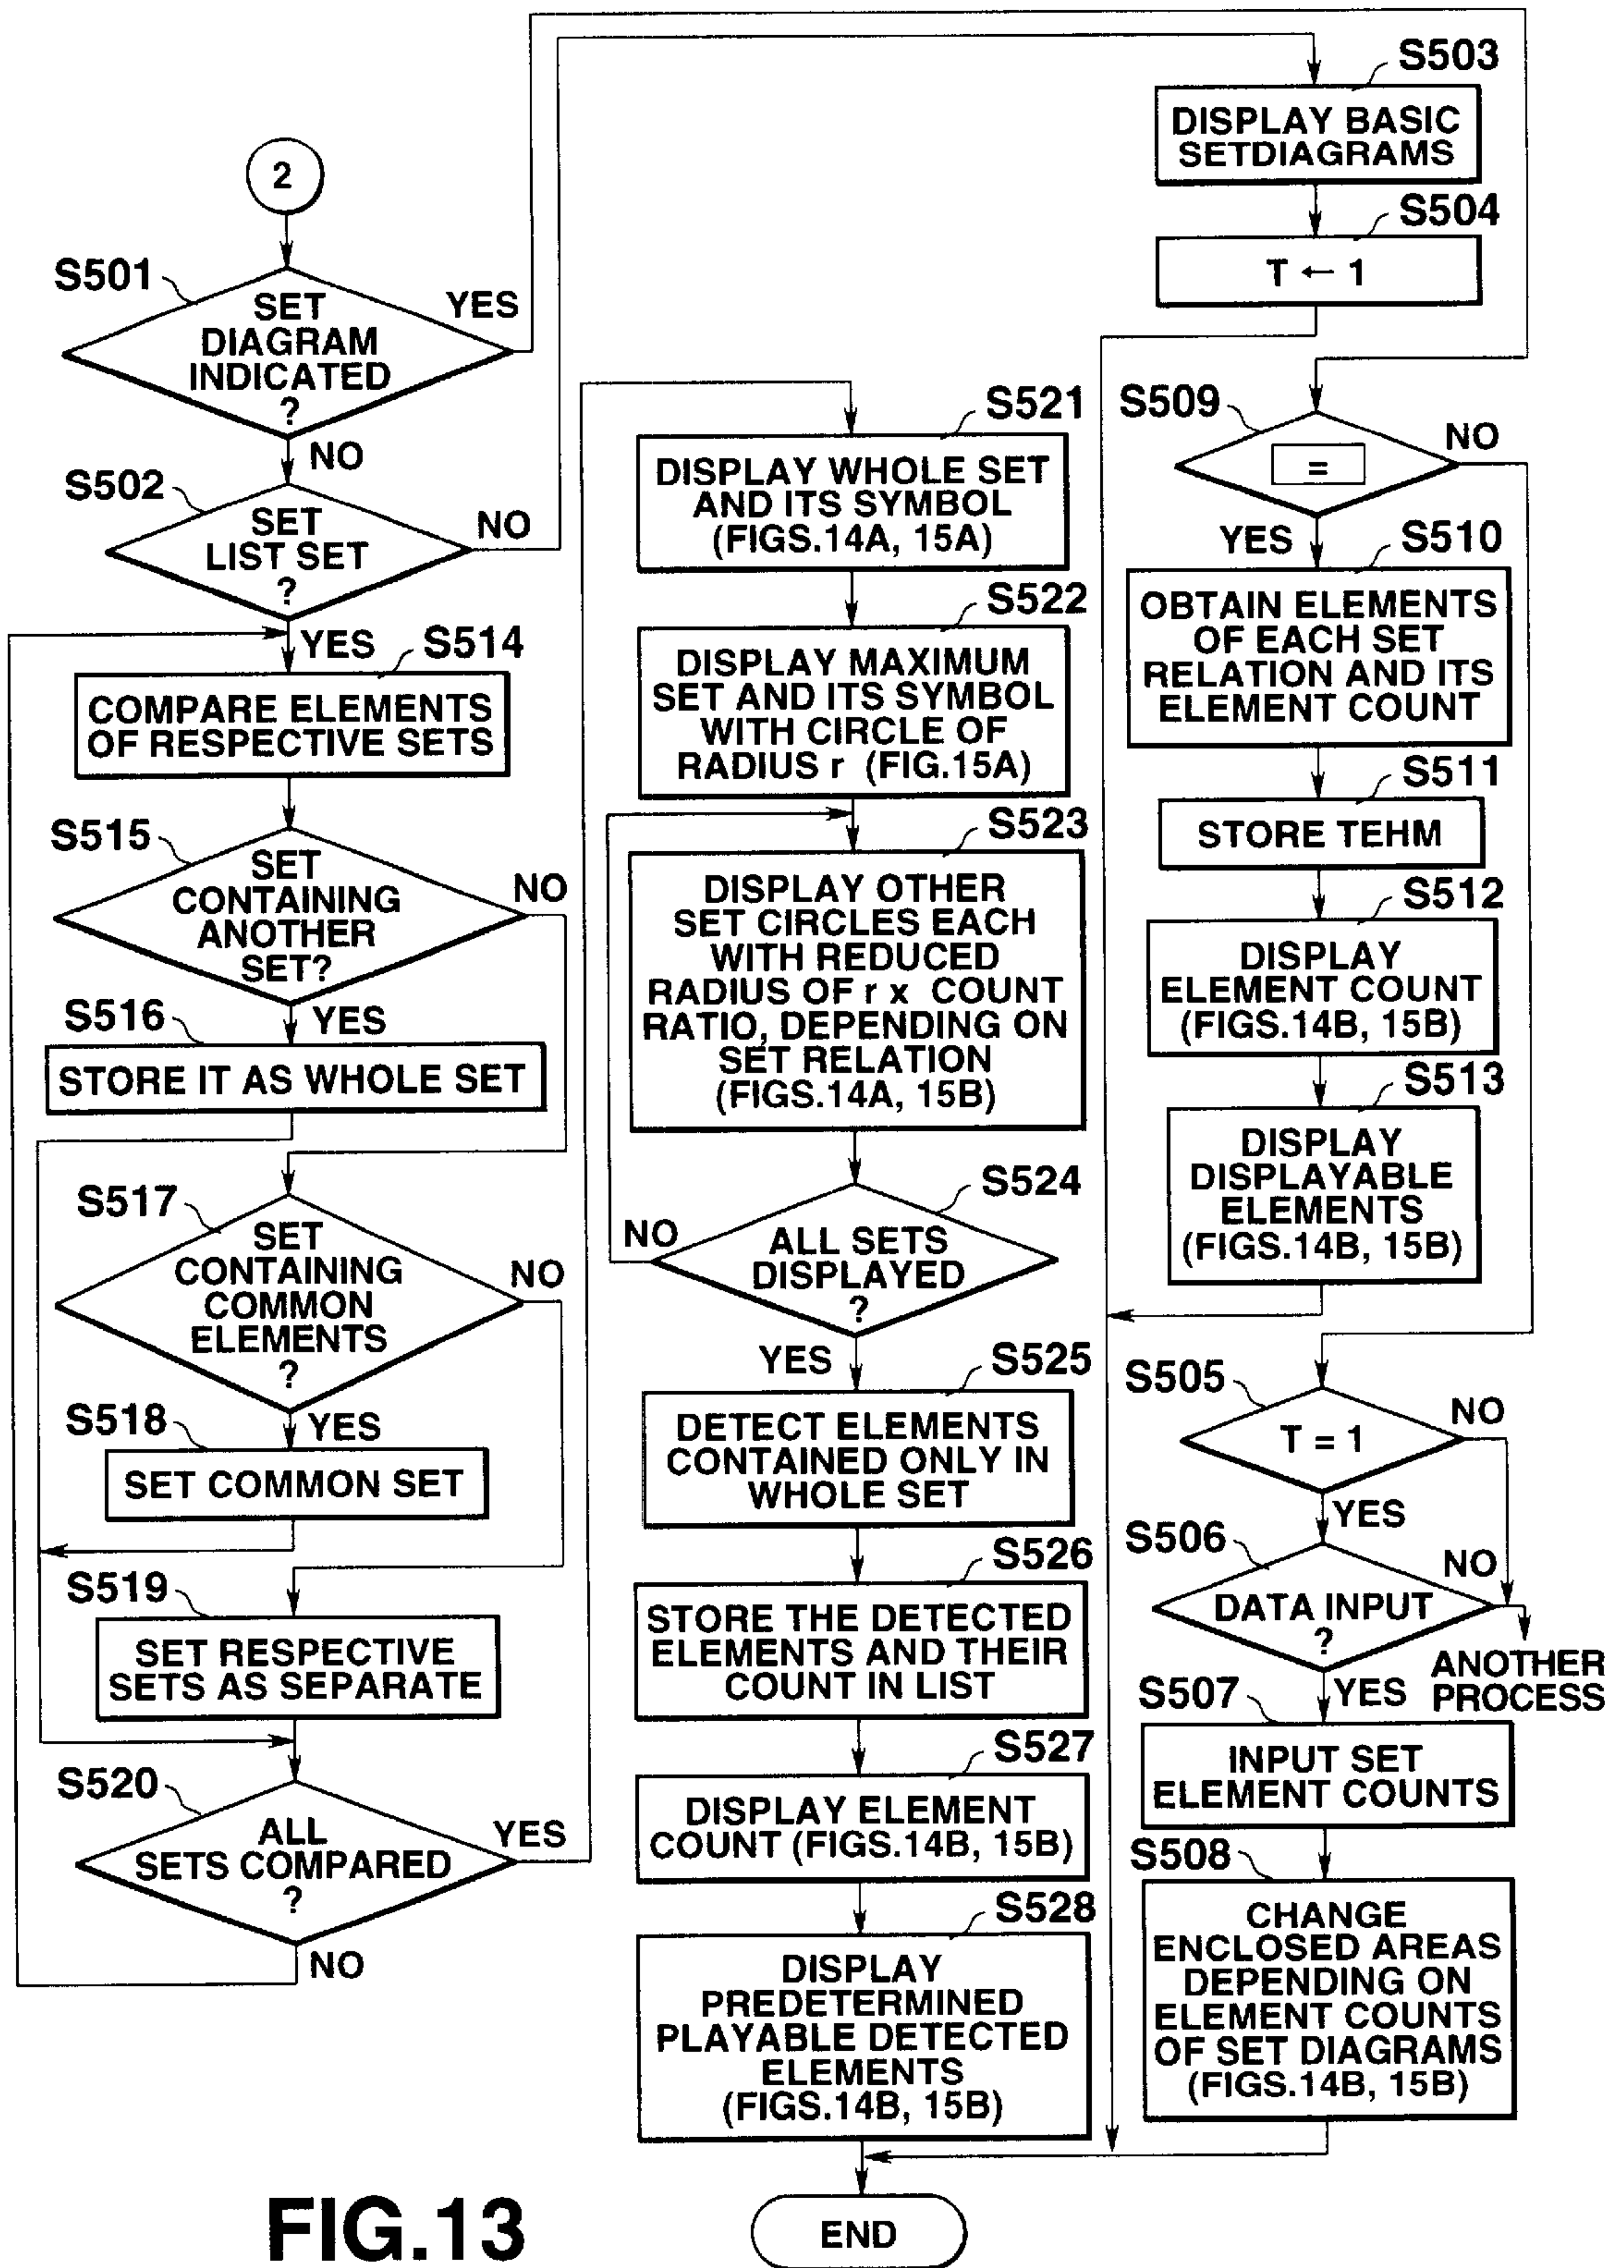 2
S501
SET
DIAGRAM
INDICATED
?
YES
NO
S502
SET
LIST SET
?
NO
YES
S514
COMPARE ELEMENTS
OF RESPECTIVE SETS
S515
SET
CONTAINING
ANOTHER
SET?
NO
YES
S516
STORE IT AS WHOLE SET
S517
SET
CONTAINING
COMMON
ELEMENTS
?
NO
YES
S518
SET COMMON SET
S519
SET RESPECTIVE
SETS AS SEPARATE
S520
ALL
SETS COMPARED
?
YES
NO
S521
DISPLAY WHOLE SET
AND ITS SYMBOL
(FIGS.14A, 15A)
S522
DISPLAY MAXIMUM
SET AND ITS SYMBOL
WITH CIRCLE OF
RADIUS r (FIG.15A)
S523
DISPLAY OTHER
SET CIRCLES EACH
WITH REDUCED
RADIUS OF r x COUNT
RATIO, DEPENDING ON
SET RELATION
(FIGS.14A, 15B)
S524
NO
ALL SETS
DISPLAYED
?
YES
S525
DETECT ELEMENTS
CONTAINED ONLY IN
WHOLE SET
S526
STORE THE DETECTED
ELEMENTS AND THEIR
COUNT IN LIST
S527
DISPLAY ELEMENT
COUNT (FIGS.14B, 15B)
S528
DISPLAY
PREDETERMINED
PLAYABLE DETECTED
ELEMENTS
(FIGS.14B, 15B)
END
S503
DISPLAY BASIC
SETDIAGRAMS
S504
T ← 1
S509
=
NO
YES
S510
OBTAIN ELEMENTS
OF EACH SET
RELATION AND ITS
ELEMENT COUNT
S511
STORE TEHM
S512
DISPLAY
ELEMENT COUNT
(FIGS.14B, 15B)
S513
DISPLAY
DISPLAYABLE
ELEMENTS
(FIGS.14B, 15B)
S505
T = 1
NO
YES
S506
DATA INPUT
?
NO
ANOTHER
PROCESS
YES
S507
INPUT SET
ELEMENT COUNTS
S508
CHANGE
ENCLOSED AREAS
DEPENDING ON
ELEMENT COUNTS
OF SET DIAGRAMS
(FIGS.14B, 15B)
FIG.13